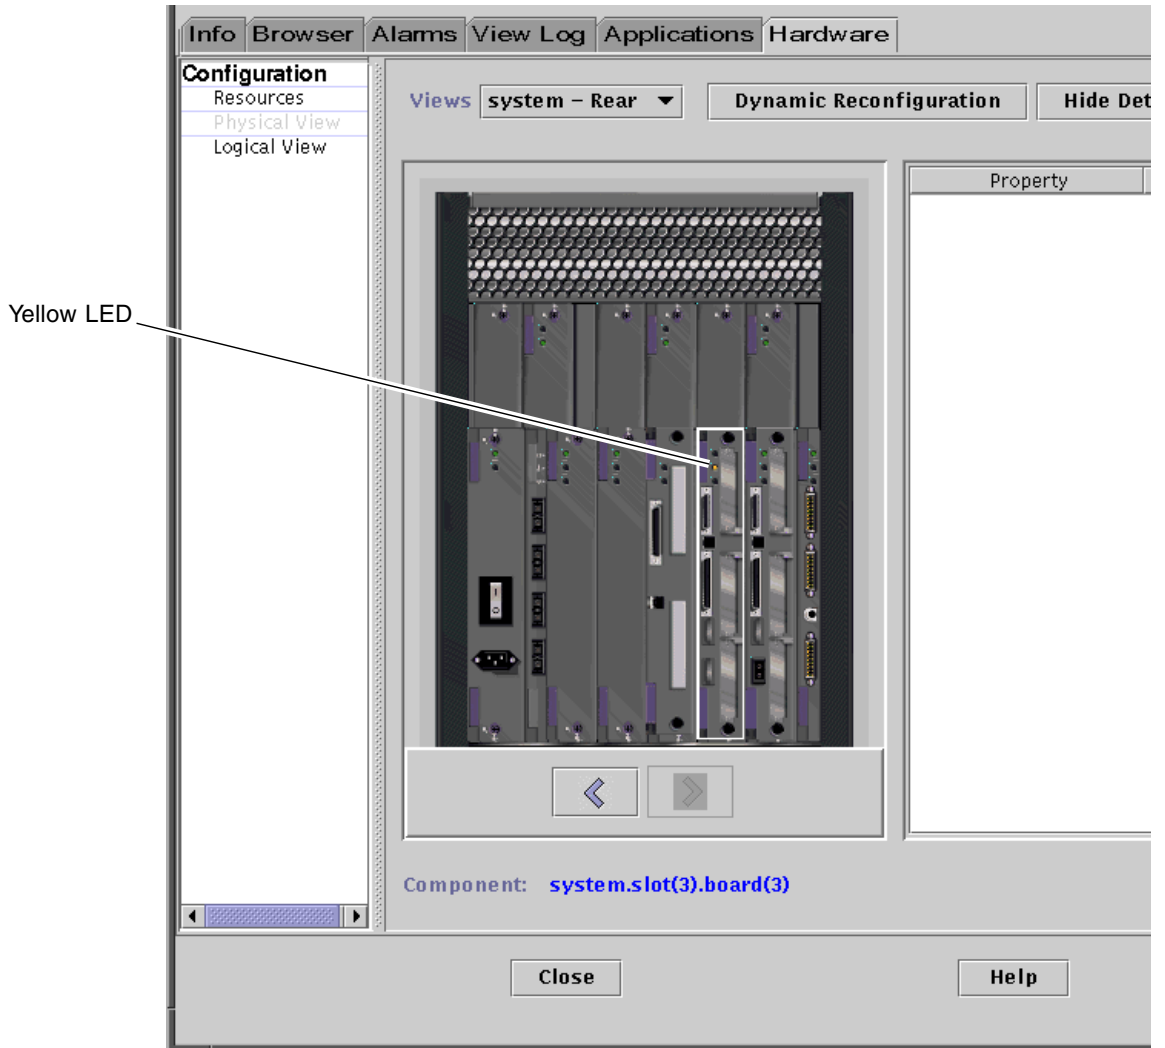 Info Browser Alarms View Log Applications Hardware
Configuration
Resources
Physical View
Logical View
Views system – Rear Dynamic Reconfiguration Hide Det
Property
Yellow LED
Component: system.slot(3).board(3)
Close Help